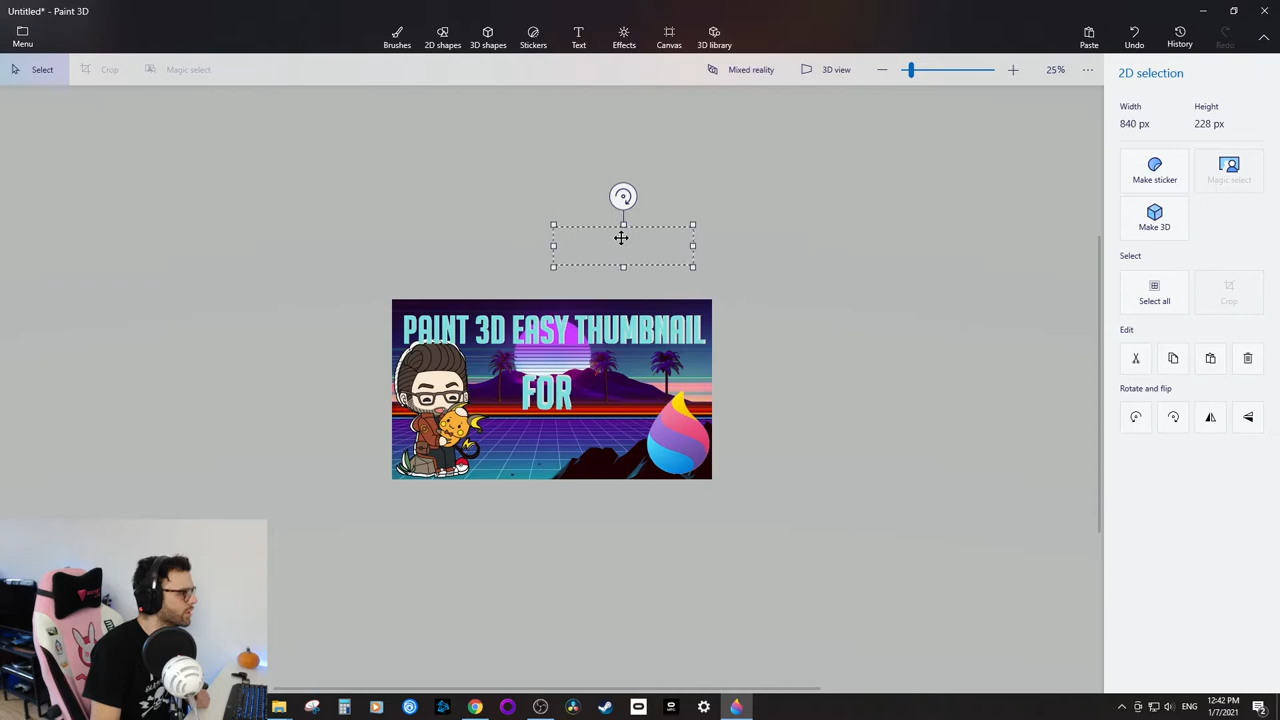 Untitled* - Paint 3D
Menu
Brushes
2D shapes
3D shapes
Stickers
Text
Effects
Canvas
3D library
Paste
Undo
History
Redo
Select
Crop
Magic select
Mixed reality
3D view
25%
2D selection
Width
Height
840 px
228 px
Make sticker
Magic select
Make 3D
Select
Select all
Crop
Edit
Rotate and flip
PAINT 3D EASY THUMBNAIL
FOR
ENG
12:42 PM
1/7/2021
2